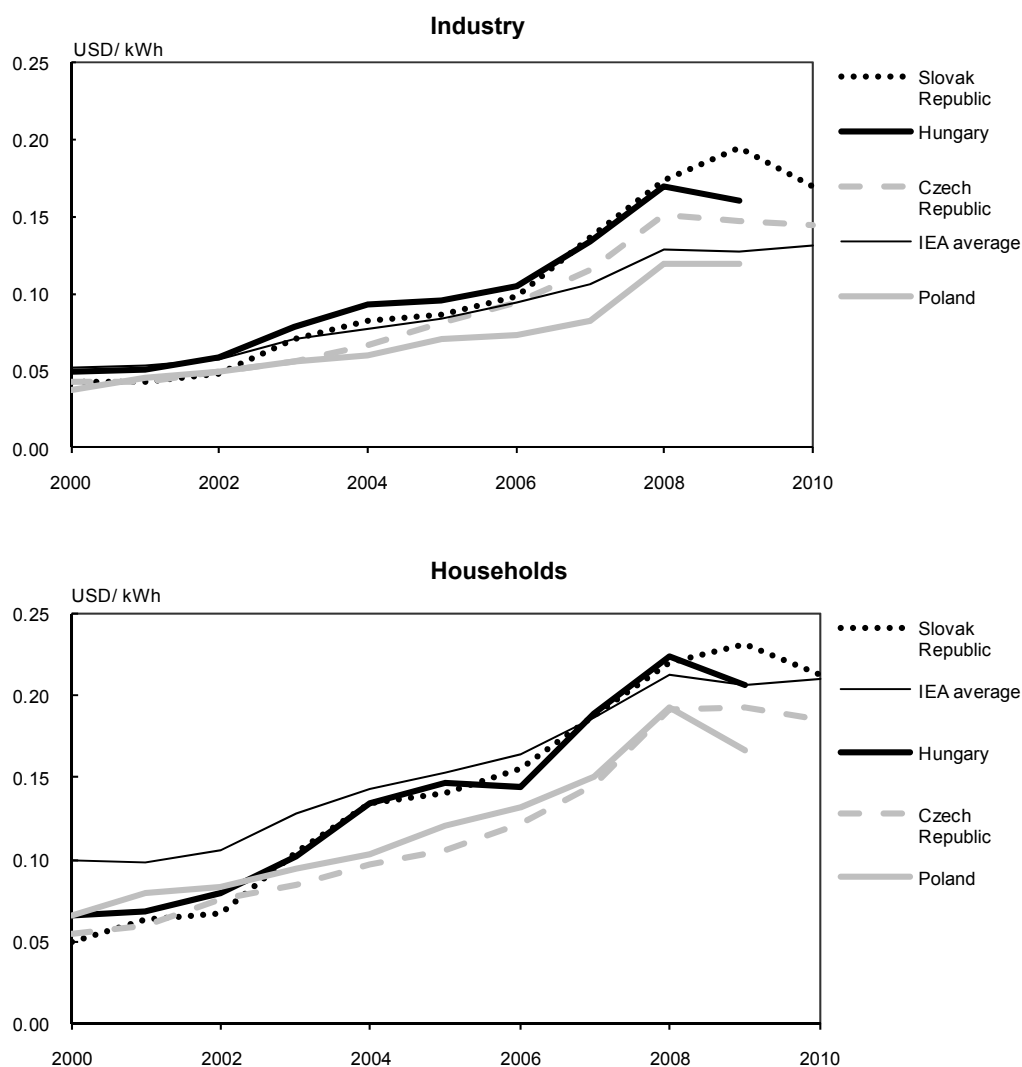 Industry
USD/ kWh
0.25
0.20
0.15
0.10
0.05
0.00
2000 2002 2004 2006 2008 2010
Slovak
Republic
Hungary
Czech
Republic
IEA average
Poland
Households
USD/ kWh
0.25
0.20
0.15
0.10
0.05
0.00
2000 2002 2004 2006 2008 2010
Slovak
Republic
IEA average
Hungary
Czech
Republic
Poland